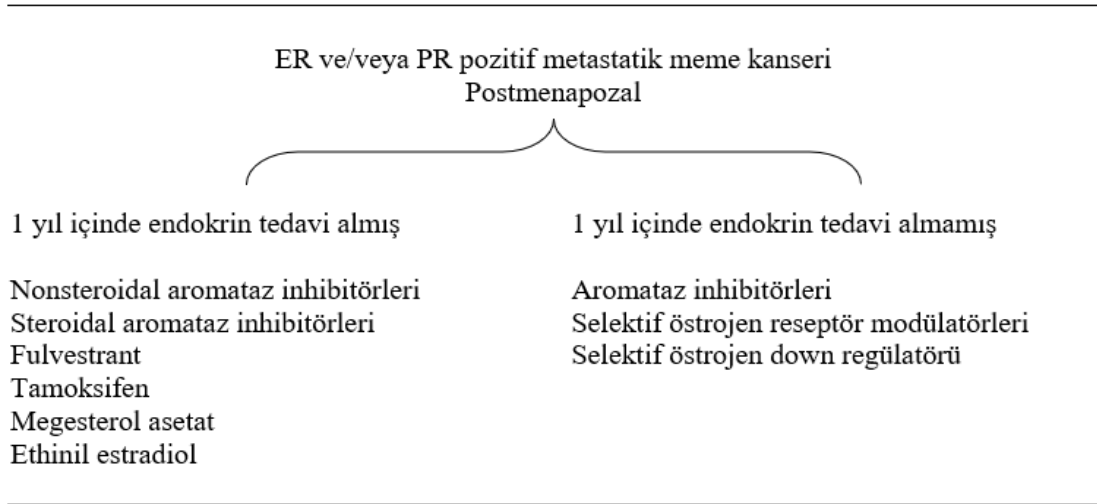 ER ve/veya PR pozitif metastatik meme kanseri
Postmenapozal
1 yıl içinde endokrin tedavi almış
Nonsteroidal aromataz inhibitörleri
Steroidal aromataz inhibitörleri
Fulvestrant
Tamoksifen
Megesterol asetat
Ethinil estradiol
1 yıl içinde endokrin tedavi almamış
Aromataz inhibitörleri
Selektif östrojen reseptör modülatörleri
Selektif östrojen down regülatörü